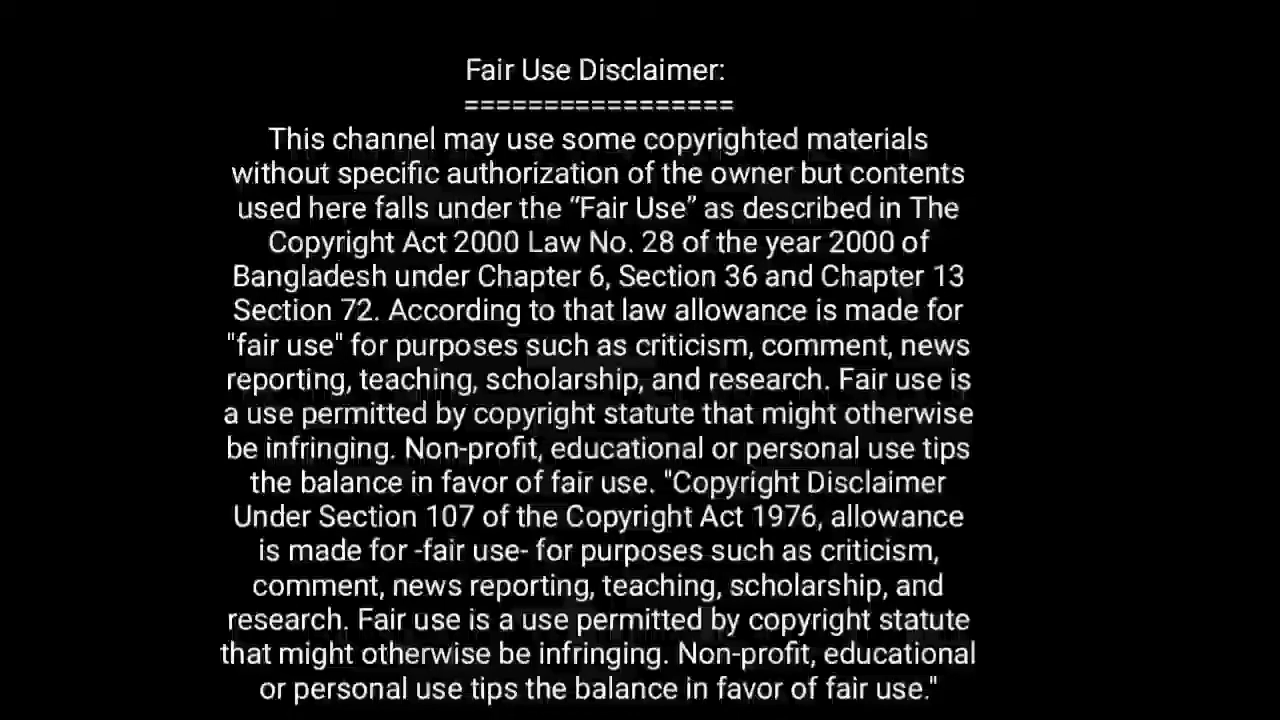 Fair Use Disclaimer:
=================
This channel may use some copyrighted materials
without specific authorization of the owner but contents
used here falls under the “Fair Use” as described in The
Copyright Act 2000 Law No. 28 of the year 2000 of
Bangladesh under Chapter 6, Section 36 and Chapter 13
Section 72. According to that law allowance is made for
"fair use" for purposes such as criticism, comment, news
reporting, teaching, scholarship, and research. Fair use is
a use permitted by copyright statute that might otherwise
be infringing. Non-profit, educational or personal use tips
the balance in favor of fair use. "Copyright Disclaimer
Under Section 107 of the Copyright Act 1976, allowance
is made for -fair use- for purposes such as criticism,
comment, news reporting, teaching, scholarship, and
research. Fair use is a use permitted by copyright statute
that might otherwise be infringing. Non-profit, educational
or personal use tips the balance in favor of fair use."